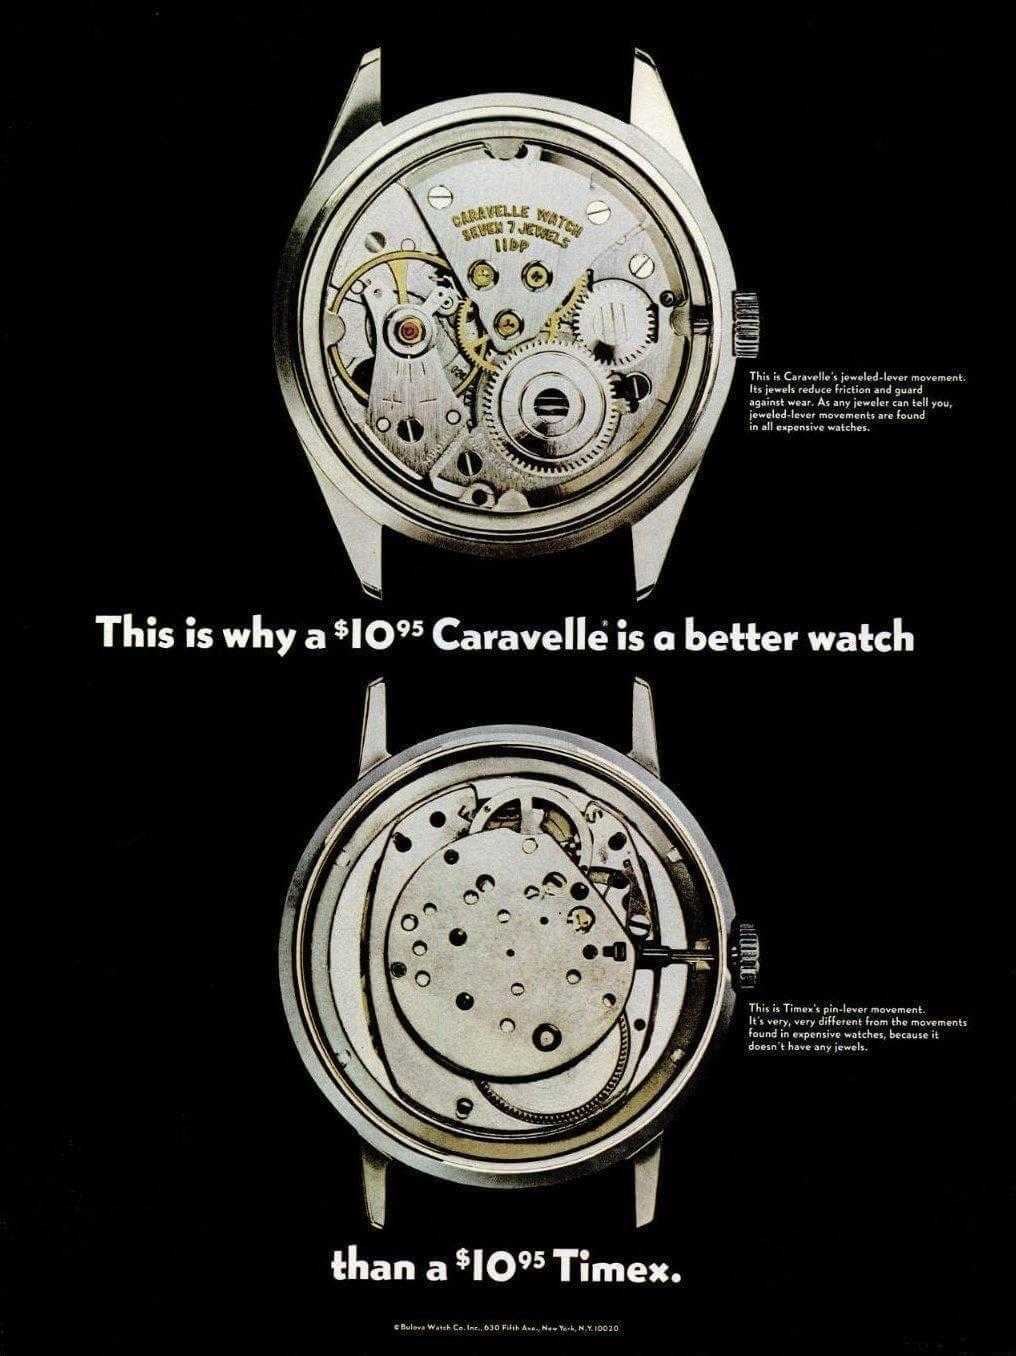 CARAVELLE WATCH
SEVEN 7 JEWELS
11DP
This is Caravelle's jeweled-lever movement.
Its jewels reduce friction and guard
against wear. As any jeweler can tell you,
jeweled-lever movements are found
in all expensive watches.
This is why a $10⁹⁵ Caravelle® is a better watch
F
S
This is Timex's pin-lever movement.
It's very, very different from the movements
found in expensive watches, because it
doesn't have any jewels.
than a $10⁹⁵ Timex.
© Bulova Watch Co. Inc., 630 Fifth Ave., New York, N.Y. 10020